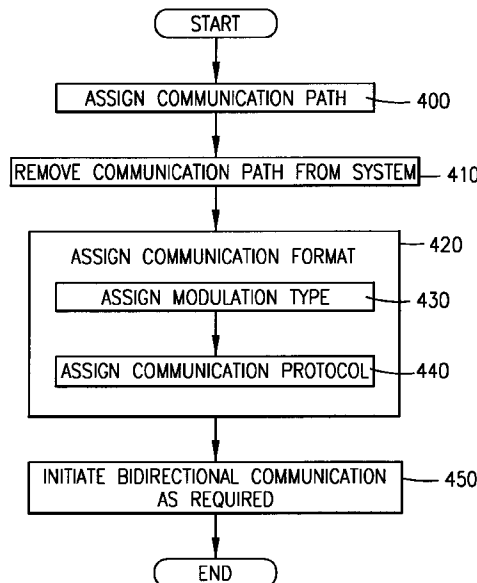 START
ASSIGN COMMUNICATION PATH
400
REMOVE COMMUNICATION PATH FROM SYSTEM
410
420
ASSIGN COMMUNICATION FORMAT
ASSIGN MODULATION TYPE
430
ASSIGN COMMUNICATION PROTOCOL
440
INITIATE BIDIRECTIONAL COMMUNICATION
AS REQUIRED
450
END